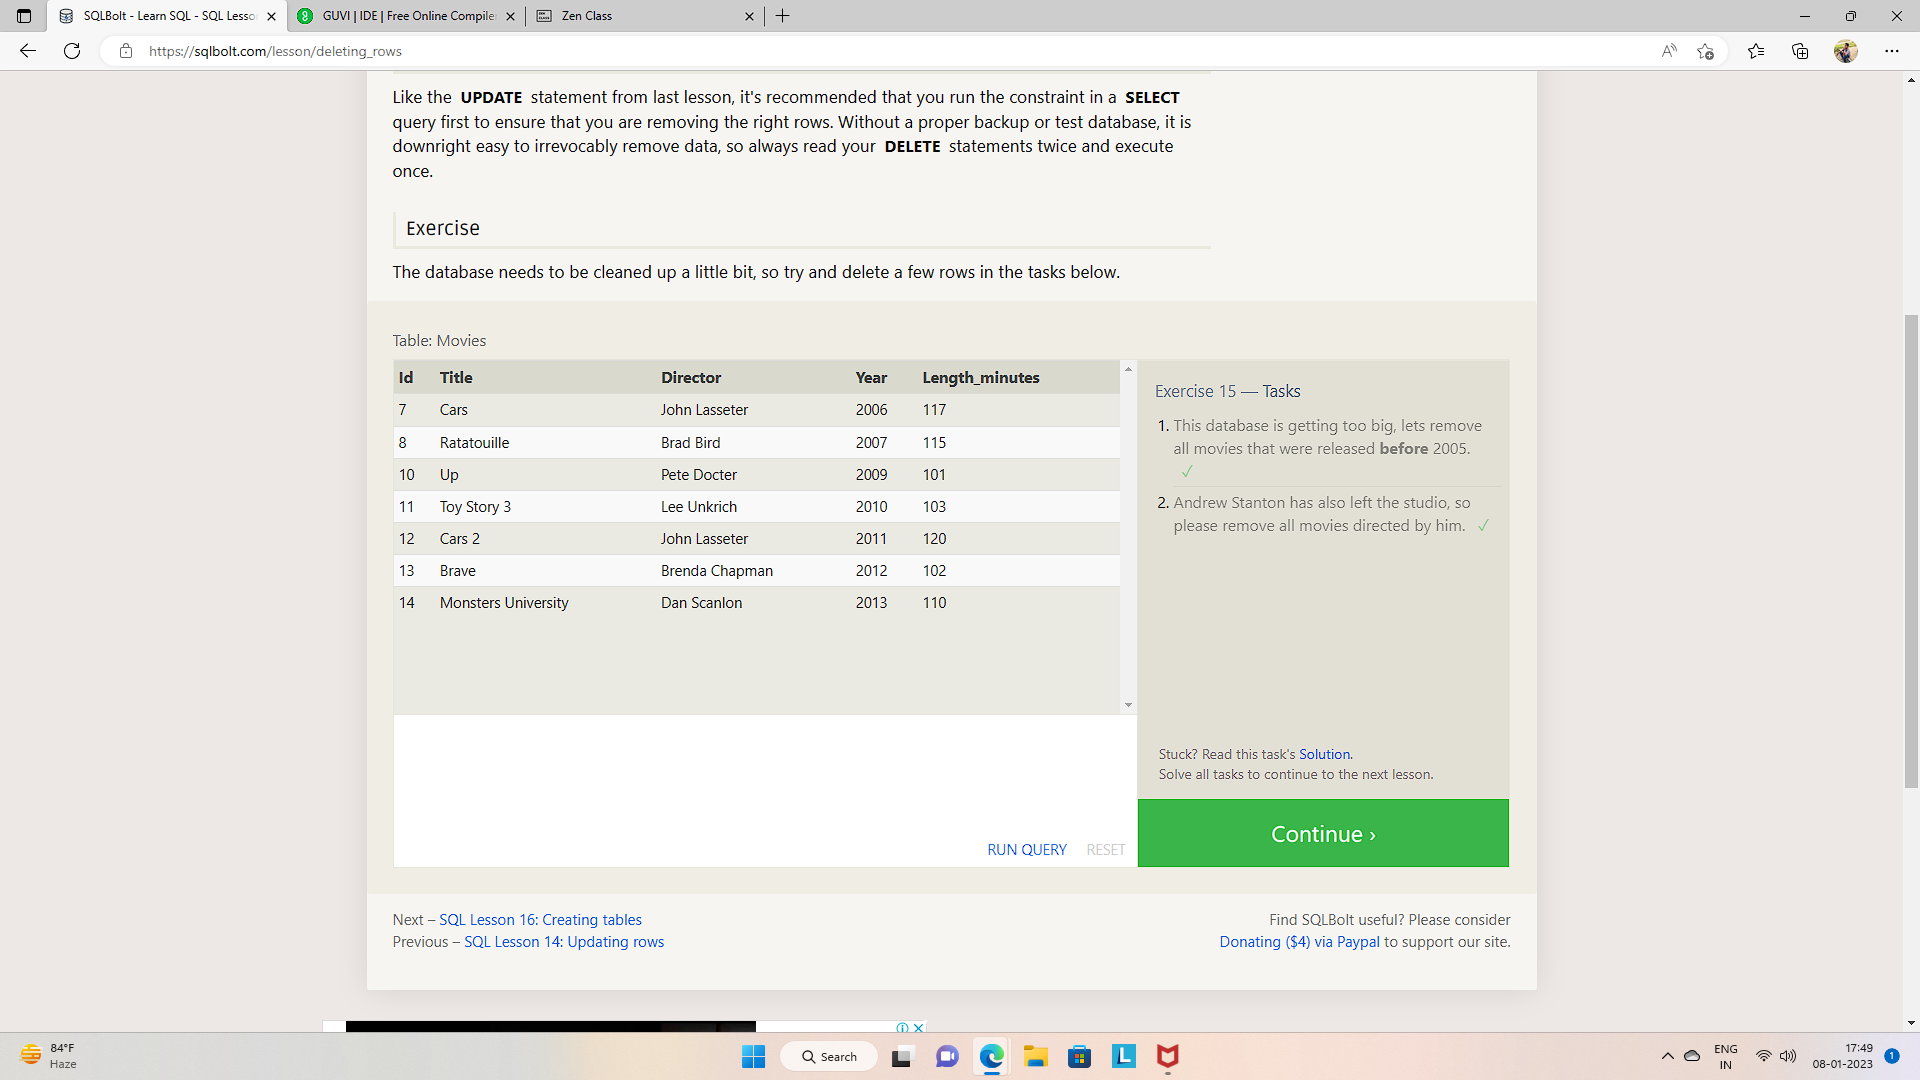 SQLBolt - Learn SQL - SQL Lesso
GUVI | IDE | Free Online Compile
Zen Class
https://sqlbolt.com/lesson/deleting_rows
Like the UPDATE statement from last lesson, it's recommended that you run the constraint in a SELECT
query first to ensure that you are removing the right rows. Without a proper backup or test database, it is
downright easy to irrevocably remove data, so always read your DELETE statements twice and execute
once.
Exercise
The database needs to be cleaned up a little bit, so try and delete a few rows in the tasks below.
Table: Movies
Id Title Director Year Length_minutes
7 Cars John Lasseter 2006 117
8 Ratatouille Brad Bird 2007 115
10 Up Pete Docter 2009 101
11 Toy Story 3 Lee Unkrich 2010 103
12 Cars 2 John Lasseter 2011 120
13 Brave Brenda Chapman 2012 102
14 Monsters University Dan Scanlon 2013 110
RUN QUERY RESET
Exercise 15 — Tasks
1. This database is getting too big, lets remove
all movies that were released before 2005.
✓
2. Andrew Stanton has also left the studio, so
please remove all movies directed by him. ✓
Stuck? Read this task's Solution.
Solve all tasks to continue to the next lesson.
Continue ›
Next – SQL Lesson 16: Creating tables
Previous – SQL Lesson 14: Updating rows
Find SQLBolt useful? Please consider
Donating ($4) via Paypal to support our site.
84°F
Haze
Search
ENG
IN
17:49
08-01-2023
1